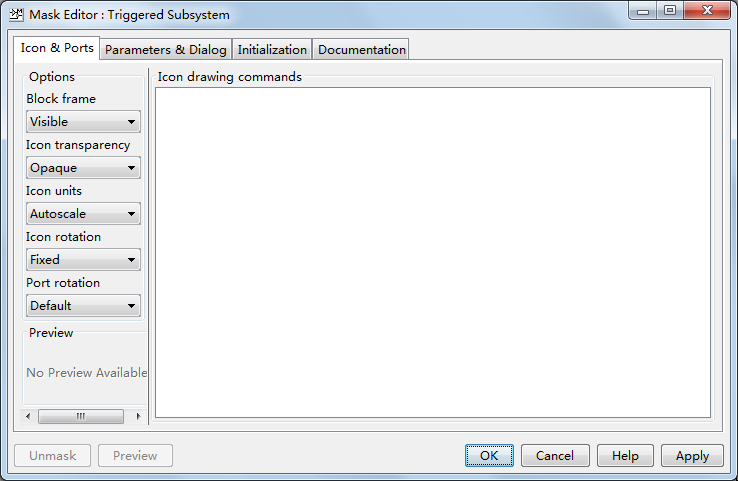 Mask Editor : Triggered Subsystem
Icon & Ports
Parameters & Dialog
Initialization
Documentation
Options
Block frame
Visible
Icon transparency
Opaque
Icon units
Autoscale
Icon rotation
Fixed
Port rotation
Default
Preview
No Preview Available
Icon drawing commands
Unmask
Preview
OK
Cancel
Help
Apply